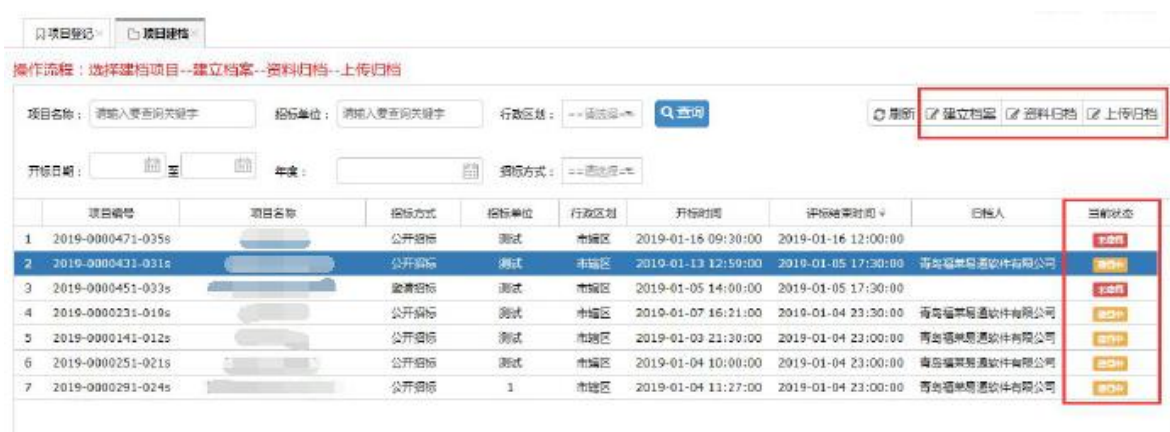 项目登记 × 项目建档 ×
操作流程：选择建档项目--建立档案--资料归档--上传归档
项目名称： 请输入要查询关键字 招标单位： 请输入要查询关键字 行政区划： ==请选择= 查询 刷新 建立档案 资料归档 上传归档
开标日期： 至 年度： 招标方式： ==请选择=
项目编号 项目名称 招标方式 招标单位 行政区划 开标时间 评标结束时间 归档人 当前状态
1 2019-0000471-035s 公开招标 测试 市辖区 2019-01-16 09:30:00 2019-01-16 12:00:00
2 2019-0000431-031s 公开招标 测试 市辖区 2019-01-13 12:59:00 2019-01-05 17:30:00 青岛福莱易通软件有限公司
3 2019-0000451-033s 邀请招标 测试 市辖区 2019-01-05 14:00:00 2019-01-05 17:30:00
4 2019-0000231-019s 公开招标 测试 市辖区 2019-01-07 16:21:00 2019-01-04 23:30:00 青岛福莱易通软件有限公司
5 2019-0000141-012s 公开招标 测试 市辖区 2019-01-03 21:30:00 2019-01-04 23:00:00 青岛福莱易通软件有限公司
6 2019-0000251-021s 公开招标 测试 市辖区 2019-01-04 10:00:00 2019-01-04 23:00:00 青岛福莱易通软件有限公司
7 2019-0000291-024s 公开招标 1 市辖区 2019-01-04 11:27:00 2019-01-04 23:00:00 青岛福莱易通软件有限公司